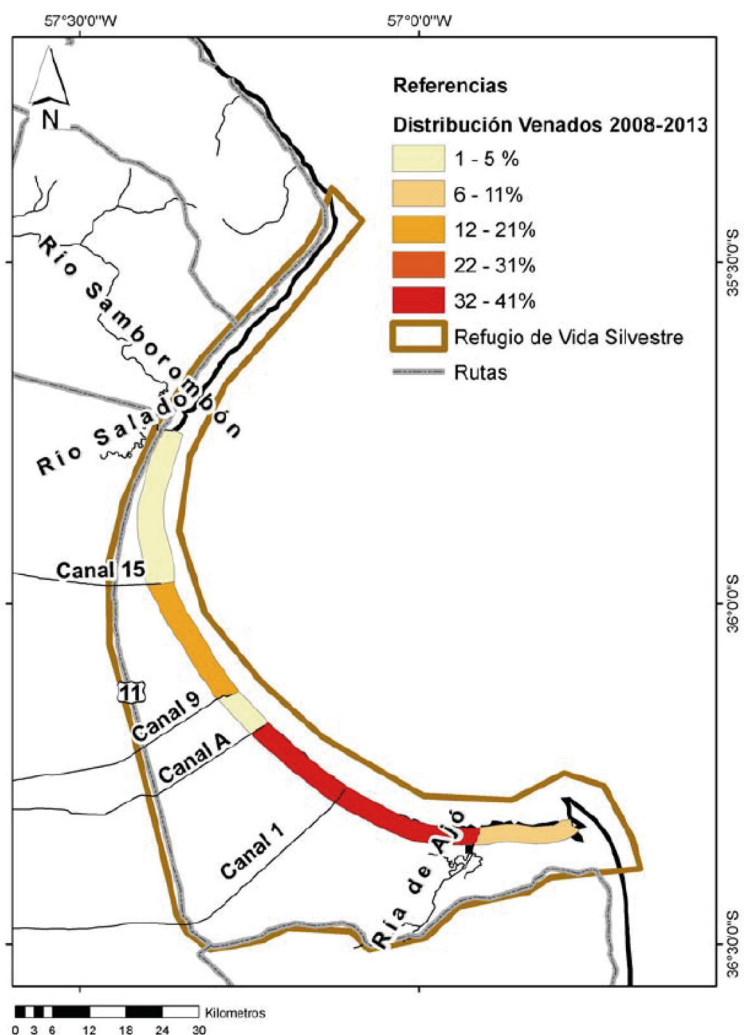 57°30'0"W
57°0'0"W
N
Referencias
Distribución Venados 2008-2013
1 - 5 %
6 - 11%
12 - 21%
22 - 31%
32 - 41%
Refugio de Vida Silvestre
Rutas
35°30'0"S
Río Samborombón
Río Salado
Canal 15
36°0'0"S
11
Canal 9
Canal A
Canal 1
Ría de Ajó
36°30'0"S
Kilometros
0 3 6 12 18 24 30